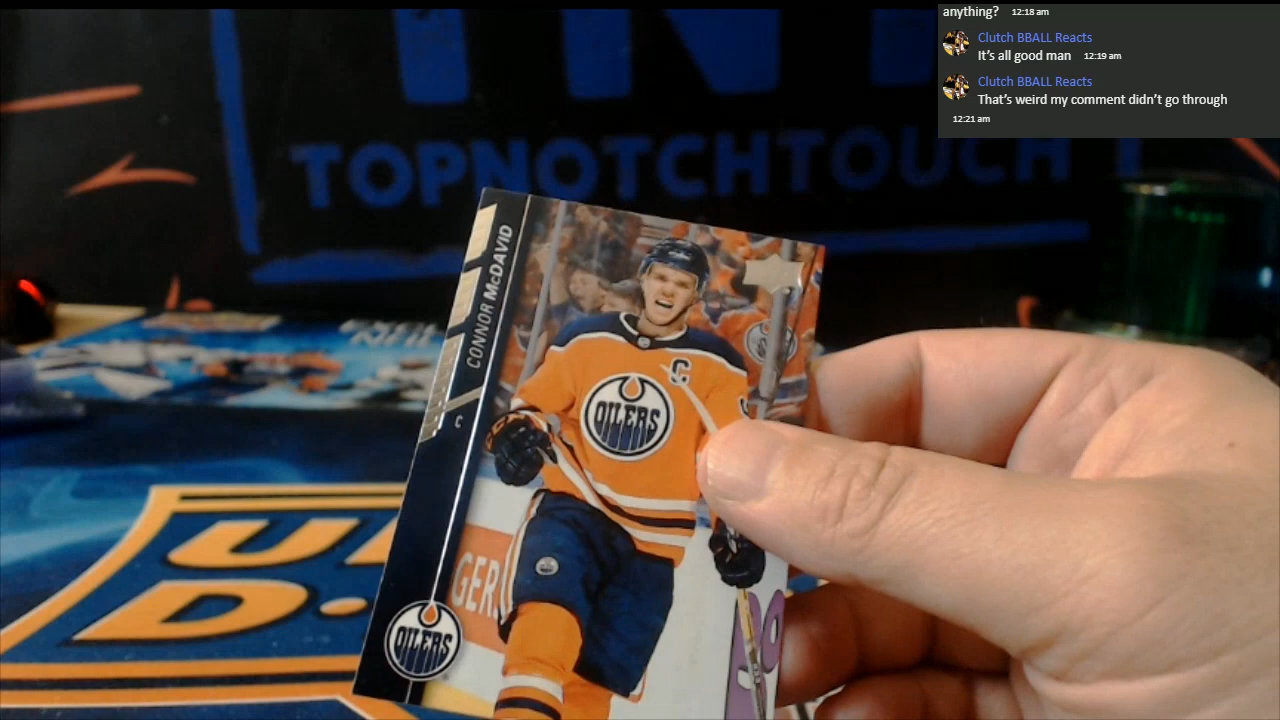 anything? 12:18 am
Clutch BBALL Reacts
It's all good man 12:19 am
Clutch BBALL Reacts
That's weird my comment didn't go through
12:21 am
TOPNOTCHTOUCH
CONNOR McDAVID
C
C
OILERS
GER
OILERS
U
D